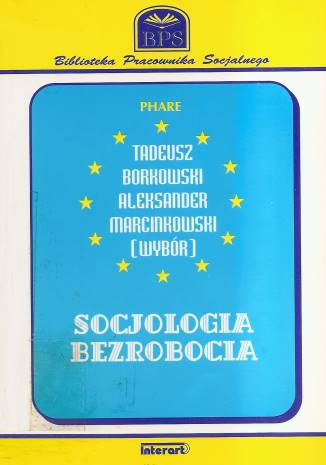 BPS
Biblioteka Pracownika Socjalnego
PHARE
TADEUSZ
BORKOWSKI
ALEKSANDER
MARCINKOWSKI
(WYBÓR)
SOCJOLOGIA
BEZROBOCIA
Interart